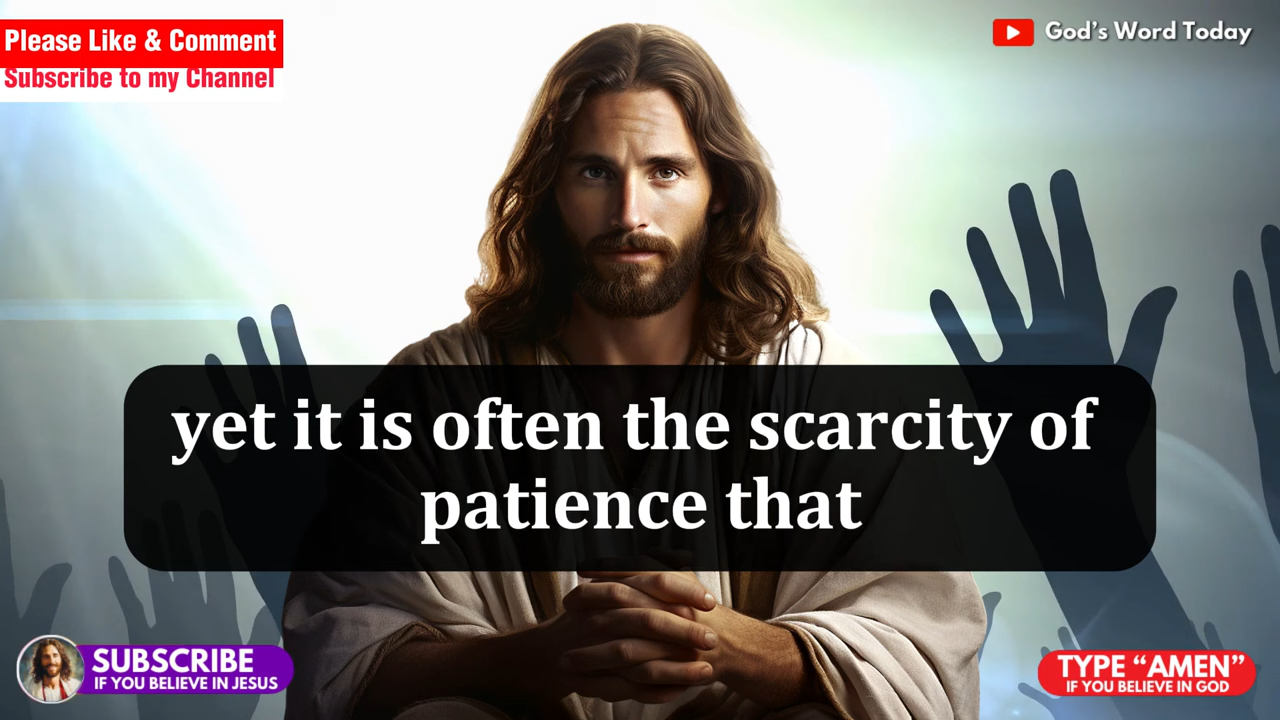 Please Like & Comment
Subscribe to my Channel
God's Word Today
yet it is often the scarcity of
patience that
SUBSCRIBE
IF YOU BELIEVE IN JESUS
TYPE “AMEN”
IF YOU BELIEVE IN GOD